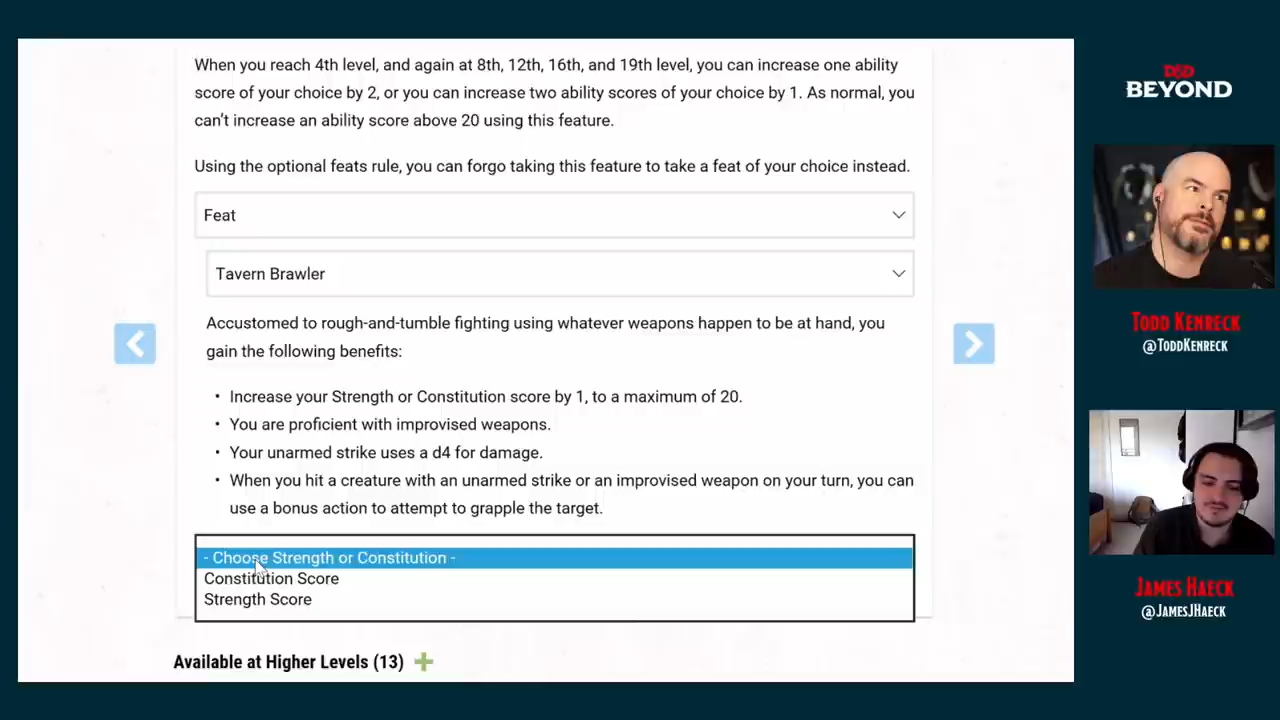 When you reach 4th level, and again at 8th, 12th, 16th, and 19th level, you can increase one ability
score of your choice by 2, or you can increase two ability scores of your choice by 1. As normal, you
can’t increase an ability score above 20 using this feature.
Using the optional feats rule, you can forgo taking this feature to take a feat of your choice instead.
Feat
Tavern Brawler
Accustomed to rough-and-tumble fighting using whatever weapons happen to be at hand, you
gain the following benefits:
• Increase your Strength or Constitution score by 1, to a maximum of 20.
• You are proficient with improvised weapons.
• Your unarmed strike uses a d4 for damage.
• When you hit a creature with an unarmed strike or an improvised weapon on your turn, you can
use a bonus action to attempt to grapple the target.
- Choose Strength or Constitution -
Constitution Score
Strength Score
Available at Higher Levels (13)
D&D
BEYOND
Todd Kenreck
@ToddKenreck
James Haeck
@JamesJHaeck